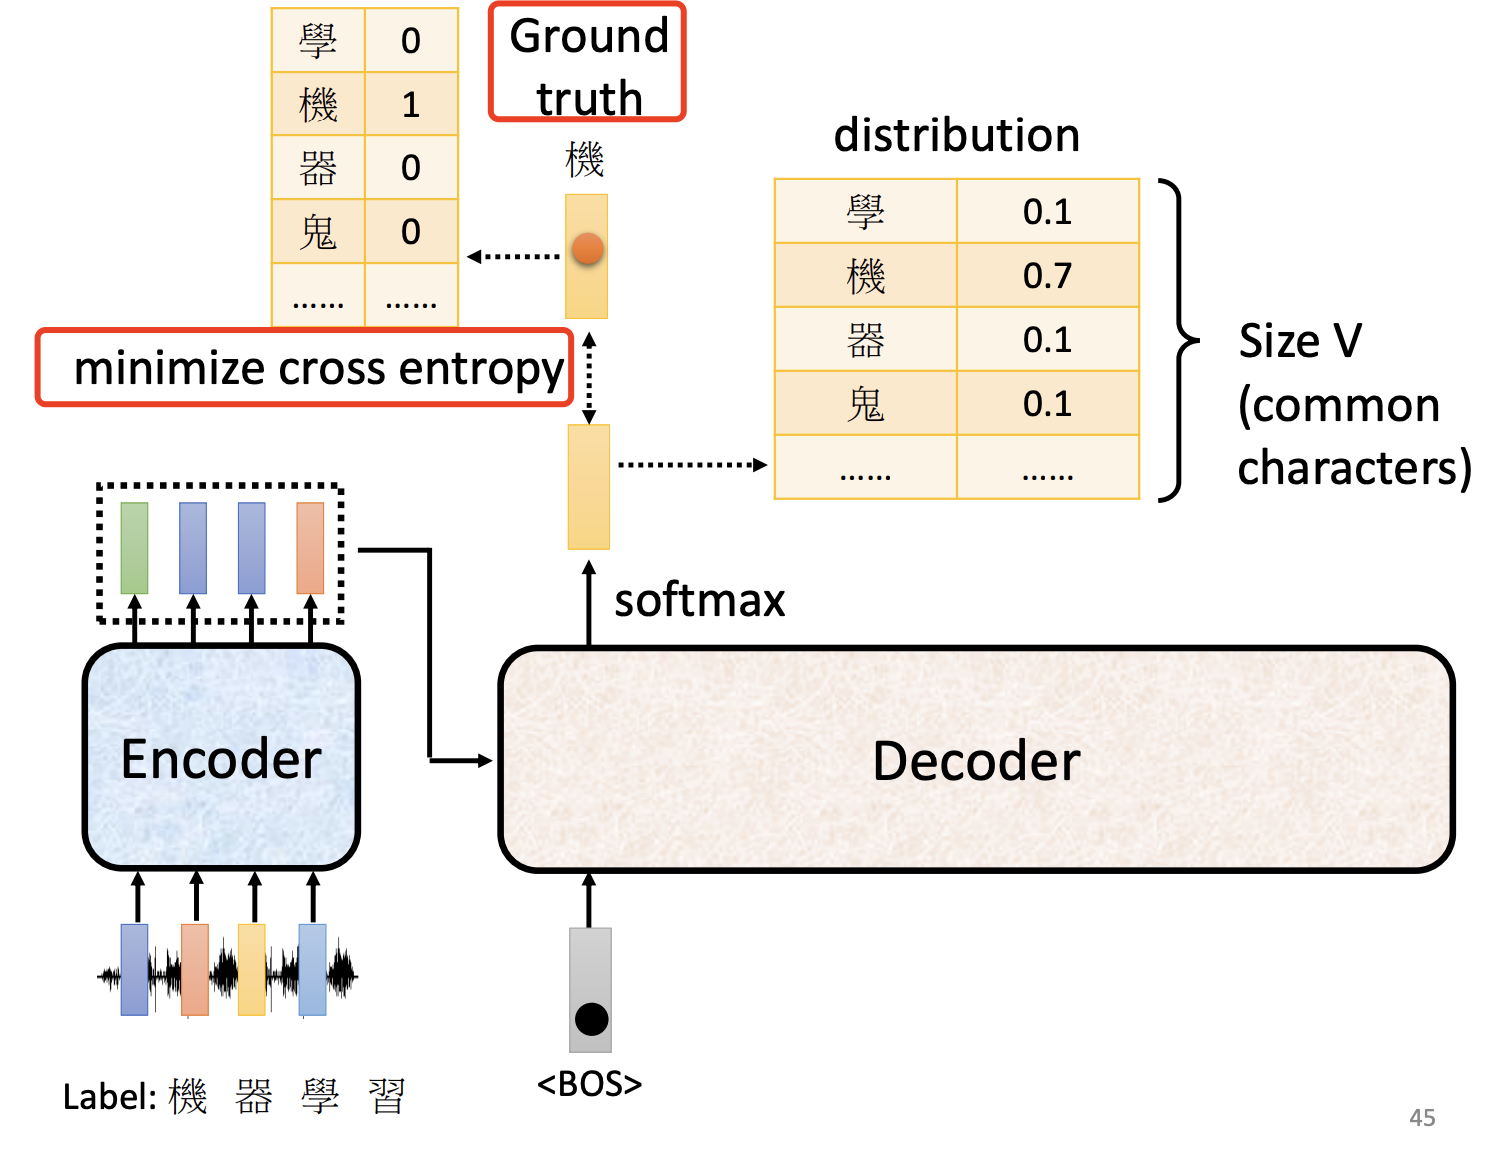 學 0
機 1
器 0
鬼 0
...... ......
Ground
truth
機
distribution
學 0.1
機 0.7
器 0.1
鬼 0.1
...... ......
Size V
(common
characters)
minimize cross entropy
softmax
Encoder
Decoder
Label: 機 器 學 習
<BOS>
45